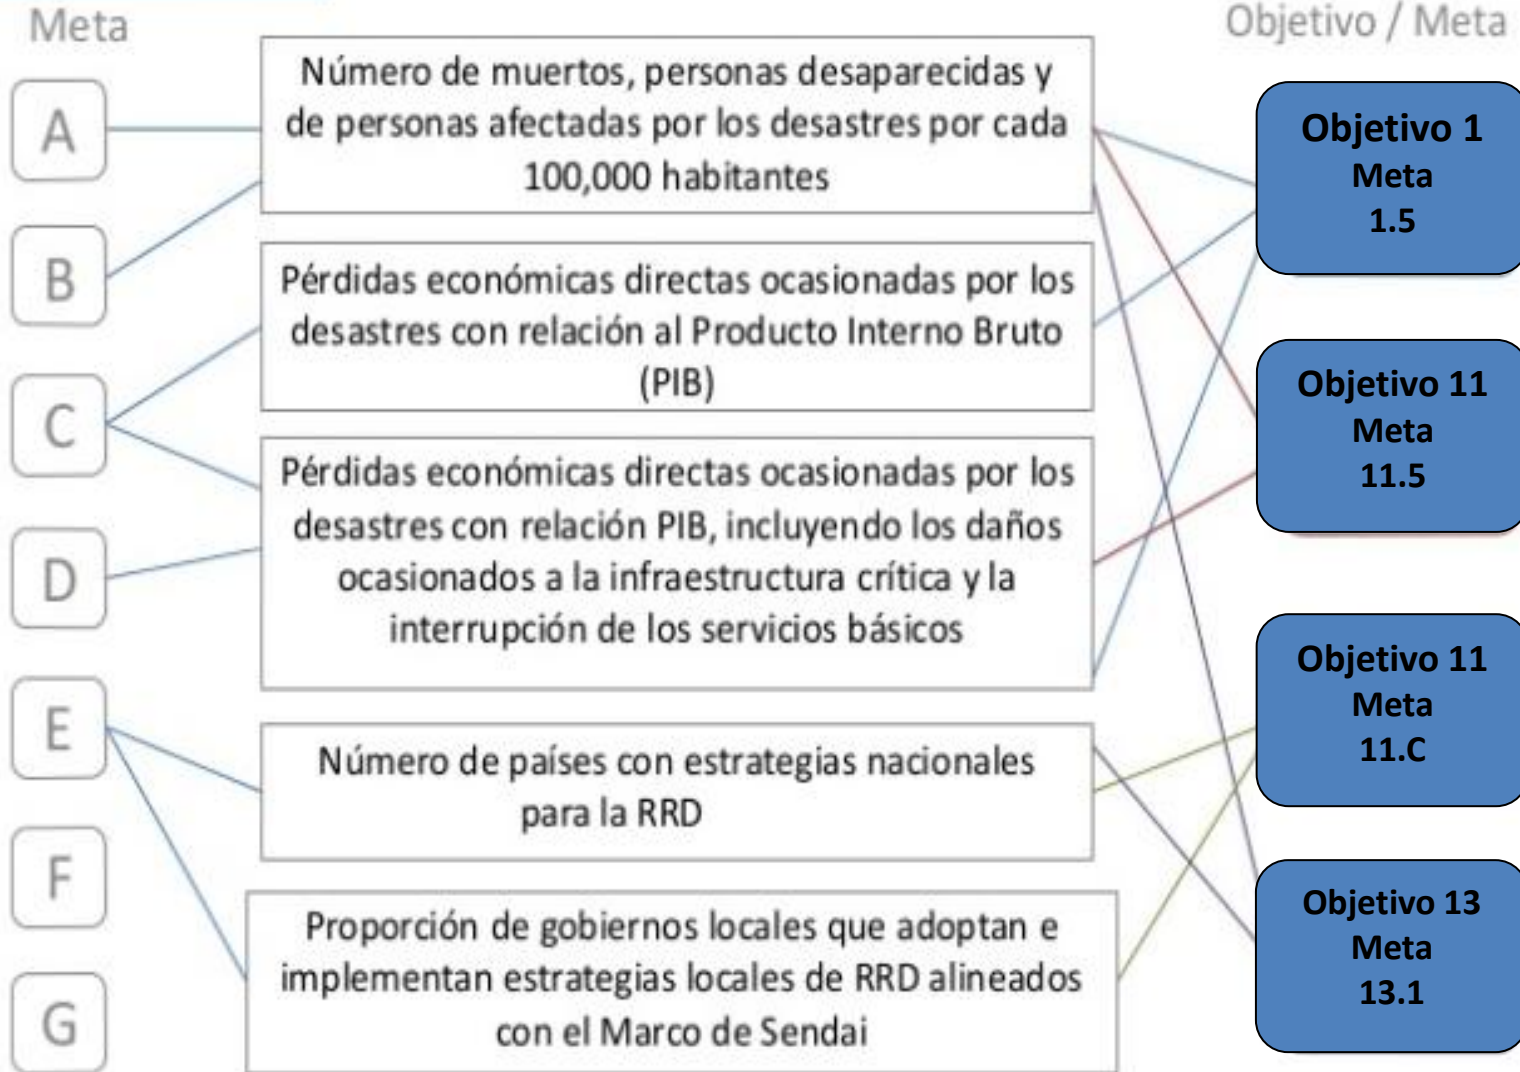 Meta
Objetivo / Meta
A
B
C
D
E
F
G
Número de muertos, personas desaparecidas y
de personas afectadas por los desastres por cada
100,000 habitantes
Pérdidas económicas directas ocasionadas por los
desastres con relación al Producto Interno Bruto
(PIB)
Pérdidas económicas directas ocasionadas por los
desastres con relación PIB, incluyendo los daños
ocasionados a la infraestructura crítica y la
interrupción de los servicios básicos
Número de países con estrategias nacionales
para la RRD
Proporción de gobiernos locales que adoptan e
implementan estrategias locales de RRD alineados
con el Marco de Sendai
Objetivo 1
Meta
1.5
Objetivo 11
Meta
11.5
Objetivo 11
Meta
11.C
Objetivo 13
Meta
13.1